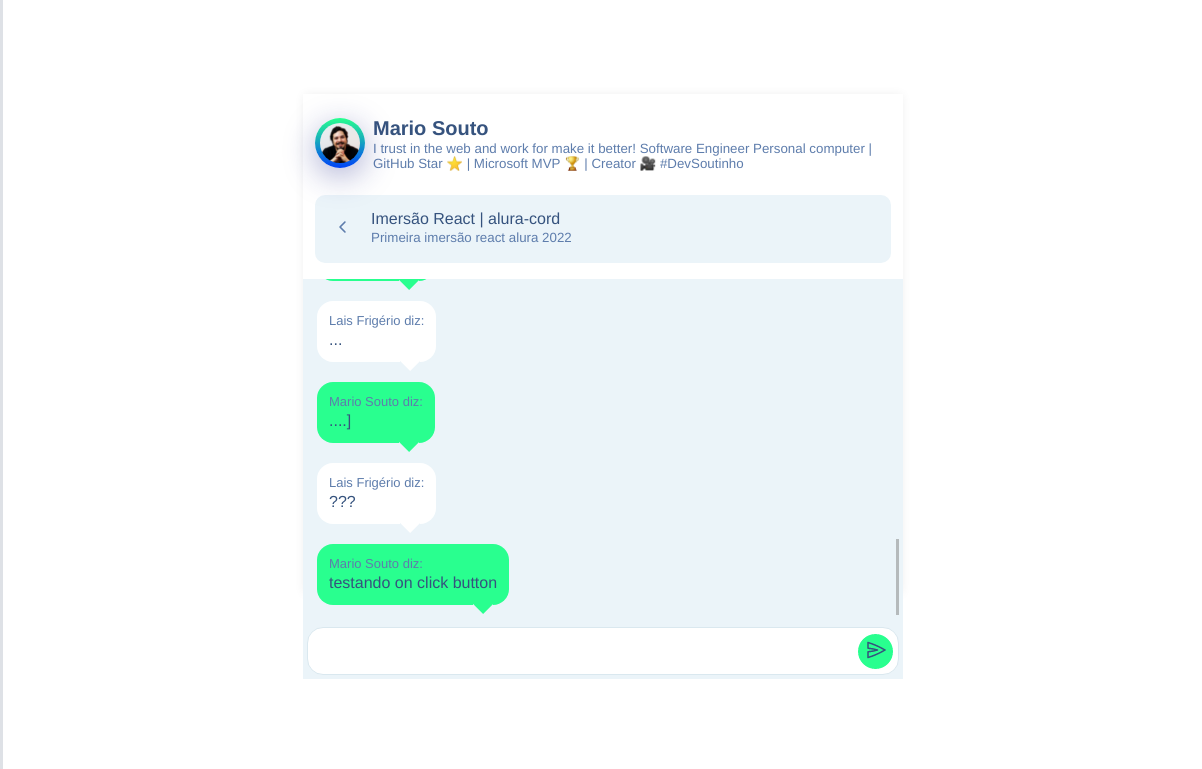 Mario Souto
I trust in the web and work for make it better! Software Engineer Personal computer |
GitHub Star ⭐ | Microsoft MVP 🏆 | Creator 🎥 #DevSoutinho
Imersão React | alura-cord
Primeira imersão react alura 2022
Lais Frigério diz:
...
Mario Souto diz:
....]
Lais Frigério diz:
???
Mario Souto diz:
testando on click button